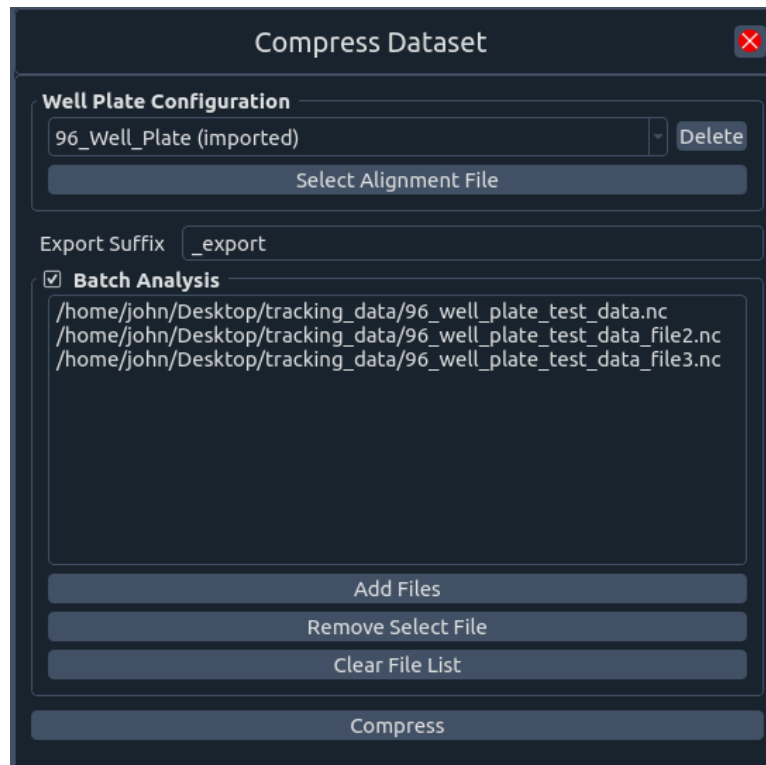 Compress Dataset
Well Plate Configuration
96_Well_Plate (imported)
Delete
Select Alignment File
Export Suffix
_export
Batch Analysis
/home/john/Desktop/tracking_data/96_well_plate_test_data.nc
/home/john/Desktop/tracking_data/96_well_plate_test_data_file2.nc
/home/john/Desktop/tracking_data/96_well_plate_test_data_file3.nc
Add Files
Remove Select File
Clear File List
Compress